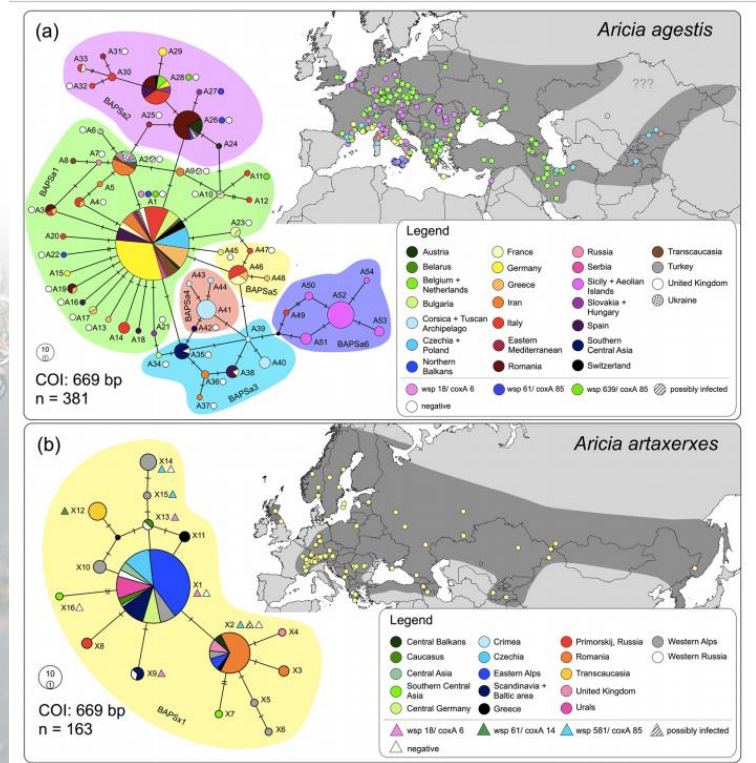 (a)
Aricia agestis
???
A29
A31
A33
A30
A28
A32
A27
BAPSa2
A25
A26
A6
A24
A7
A8
A2
A9
A11
A10
A5
BAPSa1
A4
A12
A1
A3
A23
A20
A45
A47
A22
A46
A48
A15
BAPSa5
A43
A44
A54
A19
A50
A52
A16
A41
A49
A17
BAPSa4
A53
A13
A39
A42
A51
A14
A18
A21
BAPSa6
A34
A35
A40
A36
A38
BAPSa3
A37
10
COI: 669 bp
n = 381
Legend
Austria
Belarus
Belgium +
Netherlands
Bulgaria
Corsica + Tuscan
Archipelago
Czechia +
Poland
Northern
Balkans
France
Germany
Greece
Iran
Italy
Eastern
Mediterranean
Romania
Russia
Serbia
Sicily + Aeolian
Islands
Slovakia +
Hungary
Spain
Southern
Central Asia
Switzerland
Transcaucasia
Turkey
United Kingdom
Ukraine
wsp 18/ coxA 6
wsp 61/ coxA 85
wsp 639/ coxA 85
possibly infected
negative
(b)
Aricia artaxerxes
X14
X15
X12
X13
X11
X10
X1
X16
X2
X4
X8
X3
X9
X5
X7
X6
BAPSx1
10
COI: 669 bp
n = 163
Legend
Central Balkans
Caucasus
Central Asia
Southern Central
Asia
Central Germany
Crimea
Czechia
Eastern Alps
Scandinavia +
Baltic area
Greece
Primorskij, Russia
Romania
Transcaucasia
United Kingdom
Urals
Western Alps
Western Russia
wsp 18/ coxA 6
wsp 61/ coxA 14
wsp 581/ coxA 85
possibly infected
negative